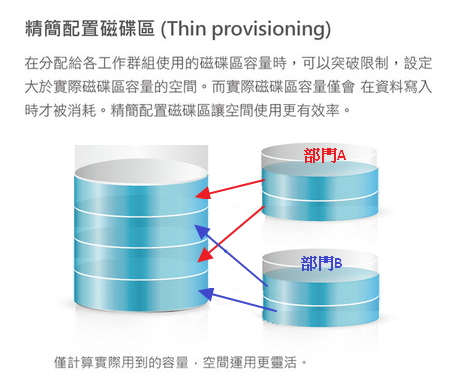 精簡配置磁碟區 (Thin provisioning)
在分配給各工作群組使用的磁碟區容量時，可以突破限制，設定
大於實際磁碟區容量的空間。而實際磁碟區容量僅會 在資料寫入
時才被消耗。精簡配置磁碟區讓空間使用更有效率。
部門A
部門B
僅計算實際用到的容量，空間運用更靈活。